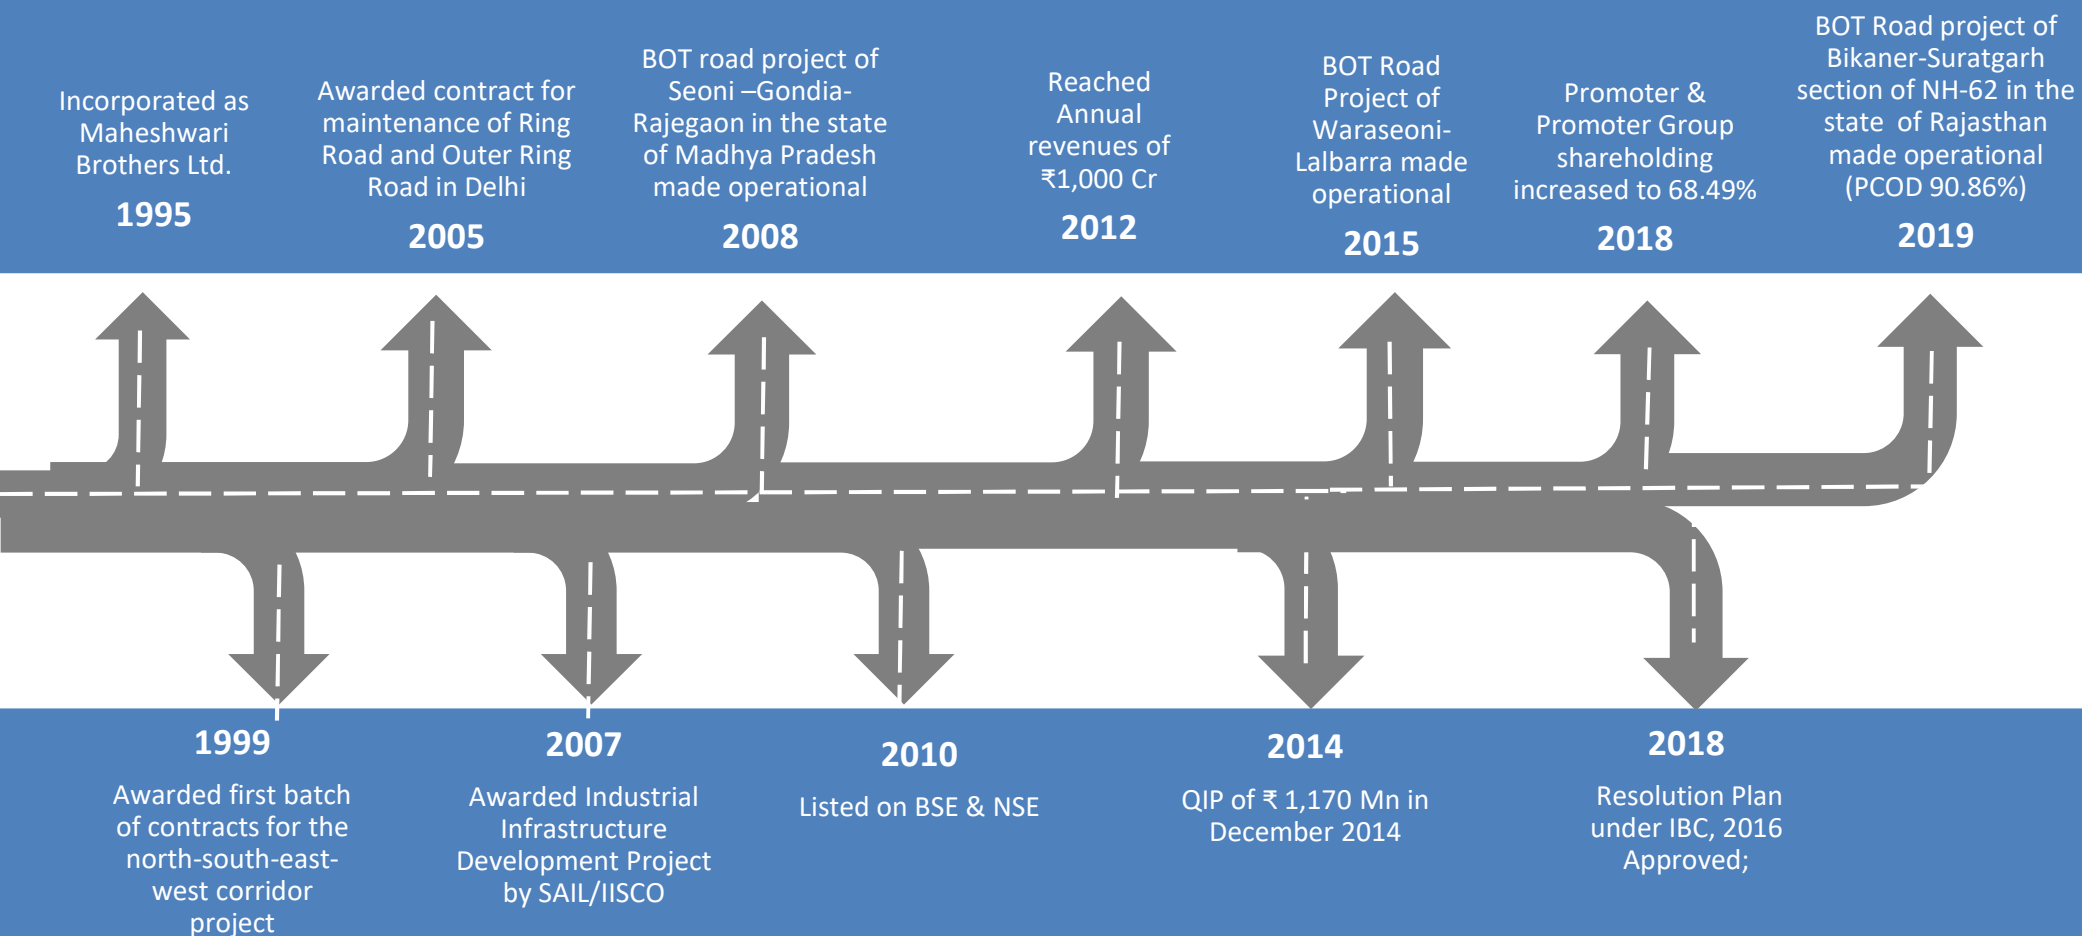 Incorporated as
Maheshwari
Brothers Ltd.
1995
Awarded contract for
maintenance of Ring
Road and Outer Ring
Road in Delhi
2005
BOT road project of
Seoni –Gondia-
Rajegaon in the state
of Madhya Pradesh
made operational
2008
Reached
Annual
revenues of
₹1,000 Cr
2012
BOT Road
Project of
Waraseoni-
Lalbarra made
operational
2015
Promoter &
Promoter Group
shareholding
increased to 68.49%
2018
BOT Road project of
Bikaner-Suratgarh
section of NH-62 in the
state of Rajasthan
made operational
(PCOD 90.86%)
2019
1999
Awarded first batch
of contracts for the
north-south-east-
west corridor
project
2007
Awarded Industrial
Infrastructure
Development Project
by SAIL/IISCO
2010
Listed on BSE & NSE
2014
QIP of ₹ 1,170 Mn in
December 2014
2018
Resolution Plan
under IBC, 2016
Approved;